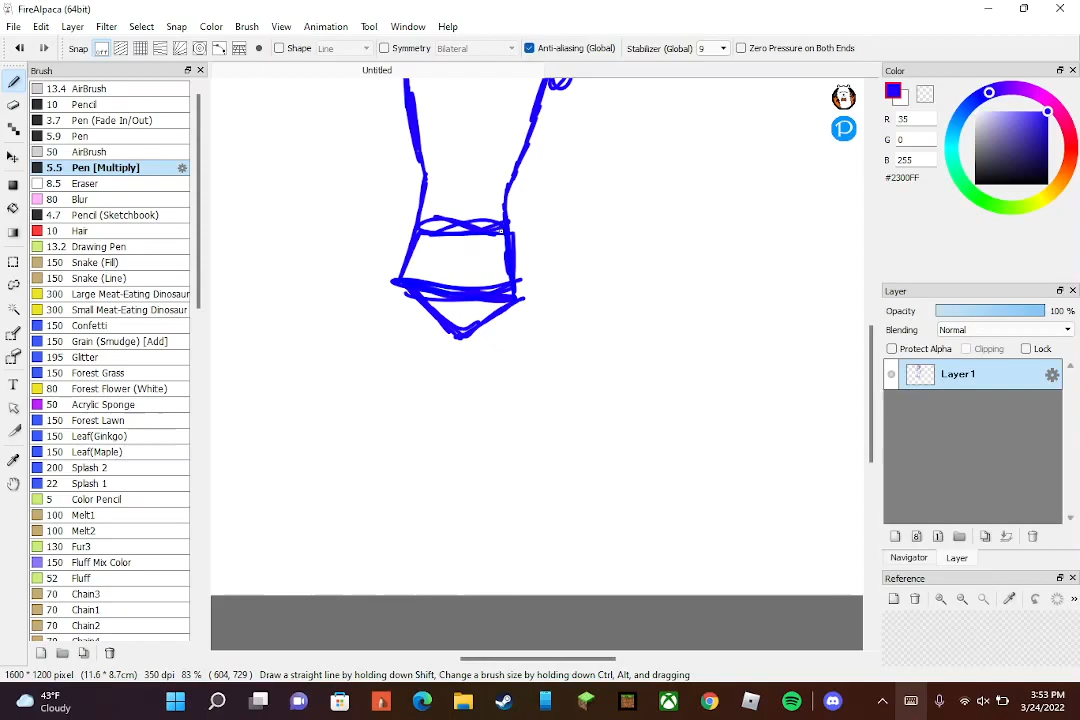 FireAlpaca (64bit)
File Edit Layer Filter Select Snap Color Brush View Animation Tool Window Help
Snap OFF Shape Line Symmetry Bilateral Anti-aliasing (Global) Stabilizer (Global) 9 Zero Pressure on Both Ends
Brush
Untitled
Color
13.4 AirBrush
10 Pencil
3.7 Pen (Fade In/Out)
5.9 Pen
50 AirBrush
5.5 Pen [Multiply]
8.5 Eraser
80 Blur
4.7 Pencil (Sketchbook)
10 Hair
13.2 Drawing Pen
150 Snake (Fill)
150 Snake (Line)
300 Large Meat-Eating Dinosaur
300 Small Meat-Eating Dinosaur
150 Confetti
150 Grain (Smudge) [Add]
195 Glitter
150 Forest Grass
80 Forest Flower (White)
50 Acrylic Sponge
150 Forest Lawn
150 Leaf(Ginkgo)
150 Leaf(Maple)
200 Splash 2
22 Splash 1
5 Color Pencil
100 Melt1
100 Melt2
130 Fur3
150 Fluff Mix Color
52 Fluff
70 Chain3
70 Chain1
70 Chain2
70 Chain4
R 35
G 0
B 255
#2300FF
Layer
Opacity 100 %
Blending Normal
Protect Alpha Clipping Lock
Layer1
Navigator Layer
Reference
1600 * 1200 pixel (11.6 * 8.7cm) 350 dpi 83 % ( 604, 729 ) Draw a straight line by holding down Shift, Change a brush size by holding down Ctrl, Alt, and dragging
43°F
Cloudy
3:53 PM
3/24/2022